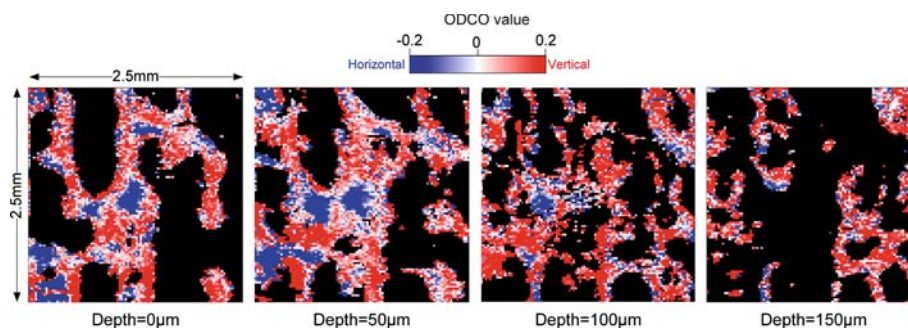 ODCO value
-0.2 0 0.2
Horizontal Vertical
2.5mm
2.5mm
Depth=0µm Depth=50µm Depth=100µm Depth=150µm